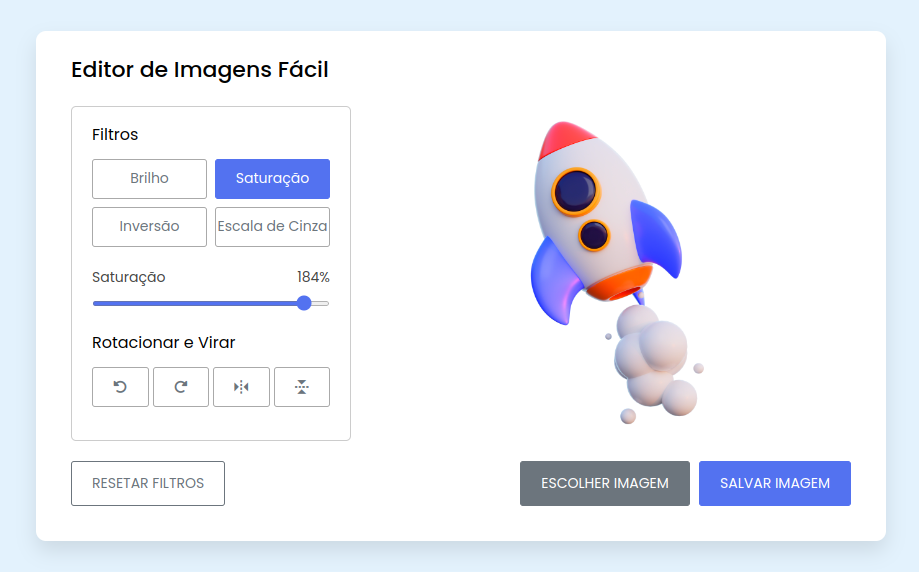 Editor de Imagens Fácil
Filtros
Brilho
Saturação
Inversão
Escala de Cinza
Saturação 184%
Rotacionar e Virar
RESETAR FILTROS
ESCOLHER IMAGEM
SALVAR IMAGEM